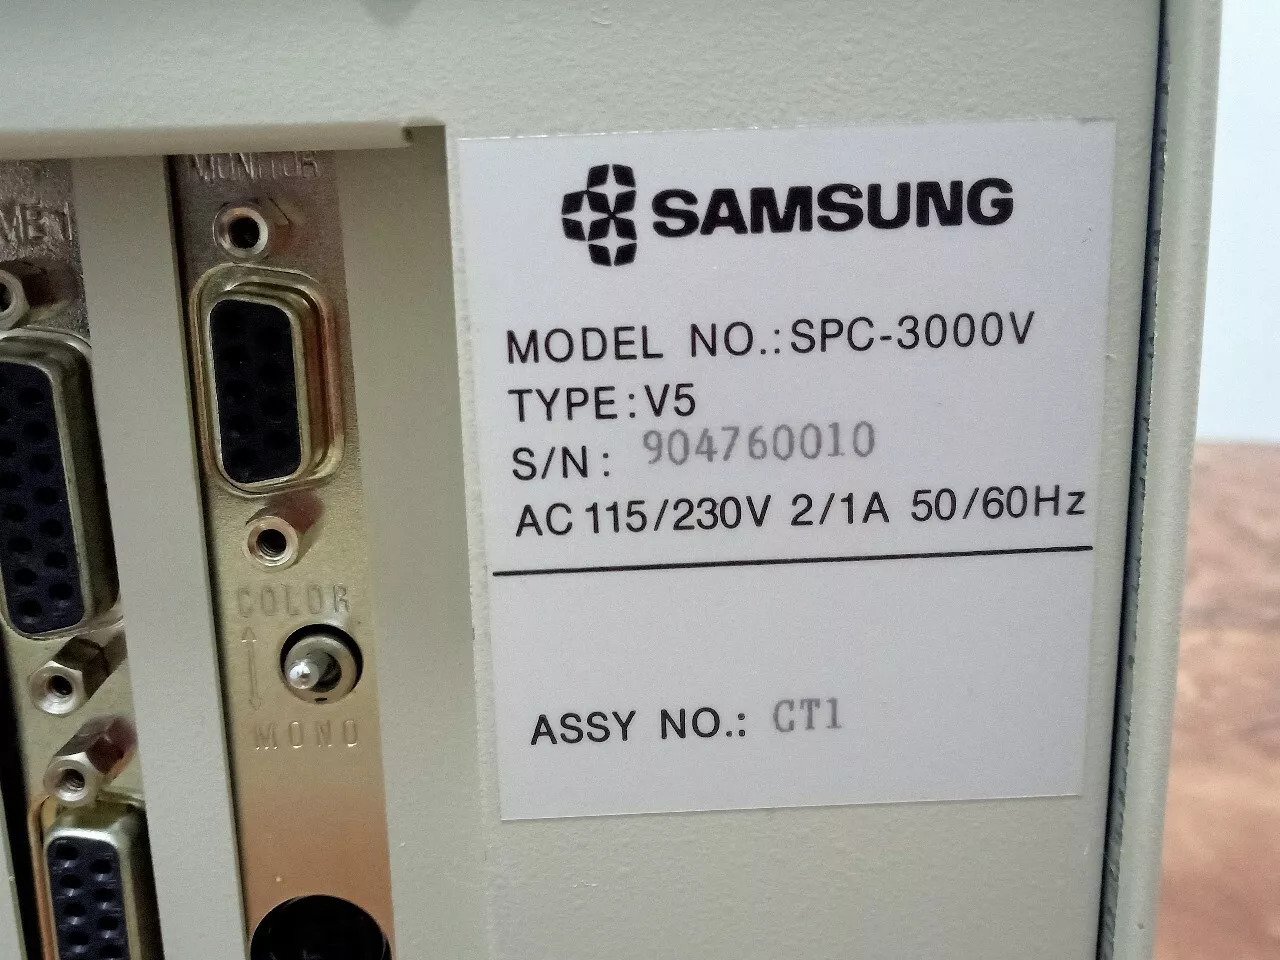 MONITOR
SAMSUNG
MODEL NO.:SPC-3000V
TYPE:V5
S/N: 904760010
AC 115/230V 2/1A 50/60Hz
COLOR
MONO
ASSY NO.: CT1